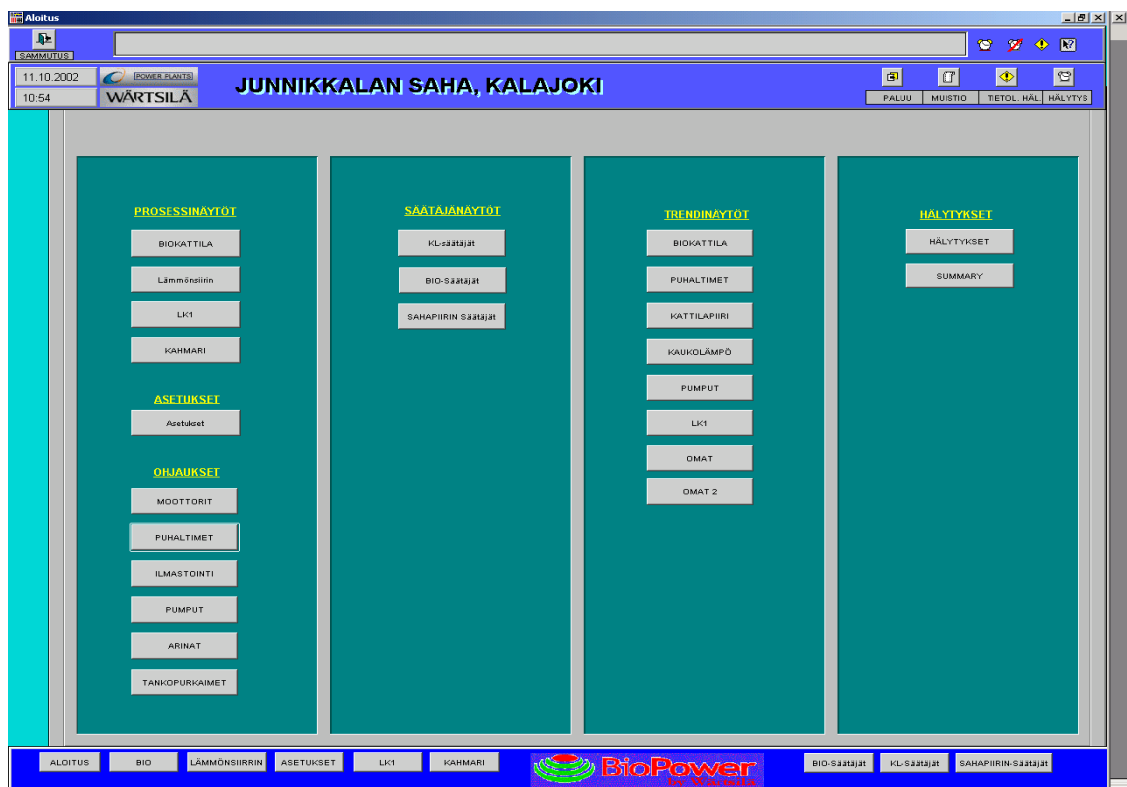 Aloitus
SAMMUTUS
11.10.2002
10:54
POWER PLANTS
WÄRTSILÄ
JUNNIKKALAN SAHA, KALAJOKI
PALUU
MUISTIO
TIETOL. HÄL.
HÄLYTYS
PROSESSINÄYTÖT
BIOKATTILA
Lämmönsiirin
LK1
KAHMARI
ASETUKSET
Asetukset
OHJAUKSET
MOOTTORIT
PUHALTIMET
ILMASTOINTI
PUMPUT
ARINAT
TANKOPURKAIMET
SÄÄTÄJÄNÄYTÖT
KL-säätäjät
BIO-Säätäjät
SAHAPIIRIN Säätäjät
TRENDINÄYTÖT
BIOKATTILA
PUHALTIMET
KATTILAPIIRI
KAUKOLÄMPÖ
PUMPUT
LK1
OMAT
OMAT 2
HÄLYTYKSET
HÄLYTYKSET
SUMMARY
ALOITUS
BIO
LÄMMÖNSIIRRIN
ASETUKSET
LK1
KAHMARI
BioPower
by Wärtsilä
BIO-Säätäjät
KL-Säätäjät
SAHAPIIRIN-Säätäjät